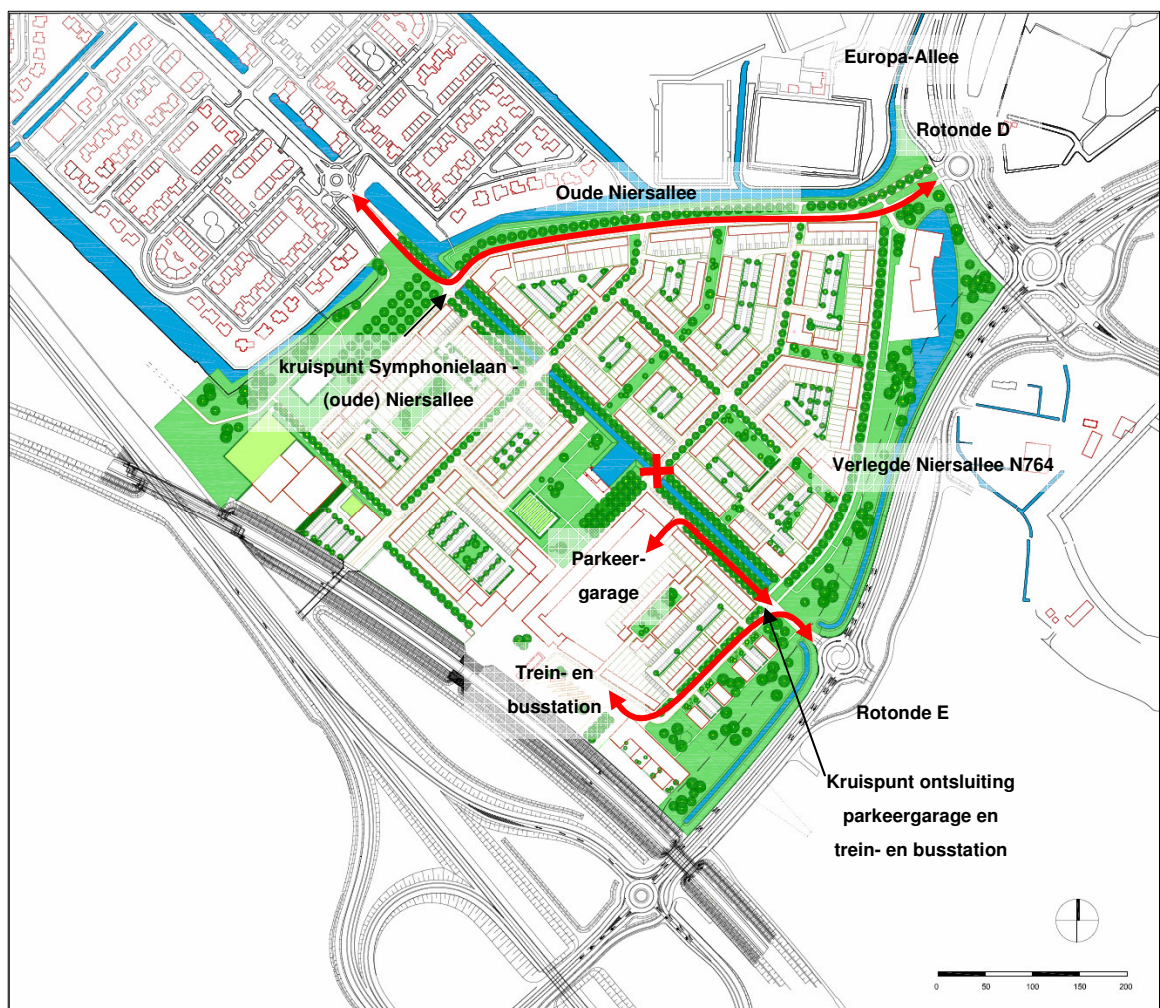 Europa-Allee
Rotonde D
Oude Niersallee
kruispunt Symphonielaan -
(oude) Niersallee
Verlegde Niersallee N764
Parkeer-
garage
Trein- en
busstation
Rotonde E
Kruispunt ontsluiting
parkeergarage en
trein- en busstation
0 50 100 150 200